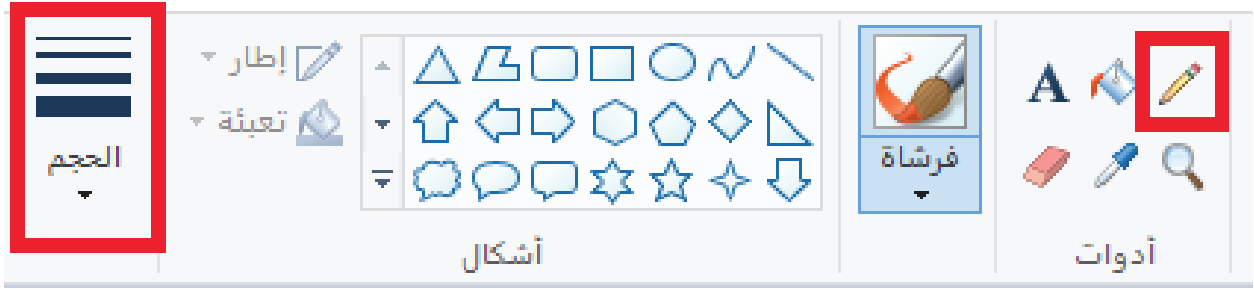 إطار
تعبئة
الحجم
فرشاة
A
أشكال
أدوات